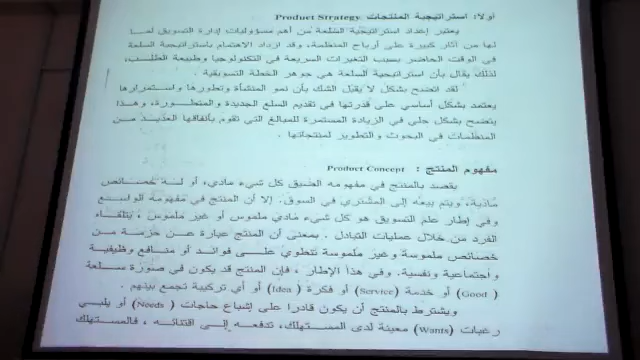 أولا: استراتيجية المنتجات Product Strategy
يعتبر إعداد استراتيجية السلعة من أهم مسؤوليات إدارة التسويق لما
لها من آثار كبيرة على أرباح المنظمة، وقد ازداد الاهتمام باستراتيجية السلعة
في الوقت الحاضر بسبب التغيرات السريعة في التكنولوجيا وطبيعة الطلب،
لذلك يقال بأن استراتيجية السلعة هي جوهر الخطة التسويقية .
لقد اتضح بشكل لا يقبل الشك بأن نمو المنشأة وتطورها واستمرارها
يعتمد بشكل أساسي على قدرتها في تقديم السلع الجديدة والمتطورة، وهذا
يتضح بشكل جلي في الزيادة المستمرة للمبالغ التي تقوم بأنفاقها العديد من
المنظمات في البحوث والتطوير لمنتجاتها .
مفهوم المنتج : Product Concept
يقصد بالمنتج في مفهومه الضيق كل شيء مادي، أو له خصائص
مادية، ويتم بيعه إلى المشتري في السوق. إلا أن المنتج في مفهومه الواسع
وفي إطار علم التسويق هو كل شيء مادي ملموس أو غير ملموس ، يتلقاه
الفرد من خلال عمليات التبادل . بمعنى أن المنتج عبارة عن حزمة من
خصائص ملموسة وغير ملموسة تنطوي على فوائد أو منافع وظيفية
وأجتماعية ونفسية. وفي هذا الإطار ، فإن المنتج قد يكون في صورة سلعة
( Good ) أو خدمة (Service) أو فكرة ( Idea ) أو أي تركيبة تجمع بينهم .
ويشترط بالمنتج أن يكون قادرا على إشباع حاجات ( Needs ) أو يلبي
رغبات (Wants) معينة لدى المستهلك، تدفعه إلى اقتنائه ، فالمستهلك